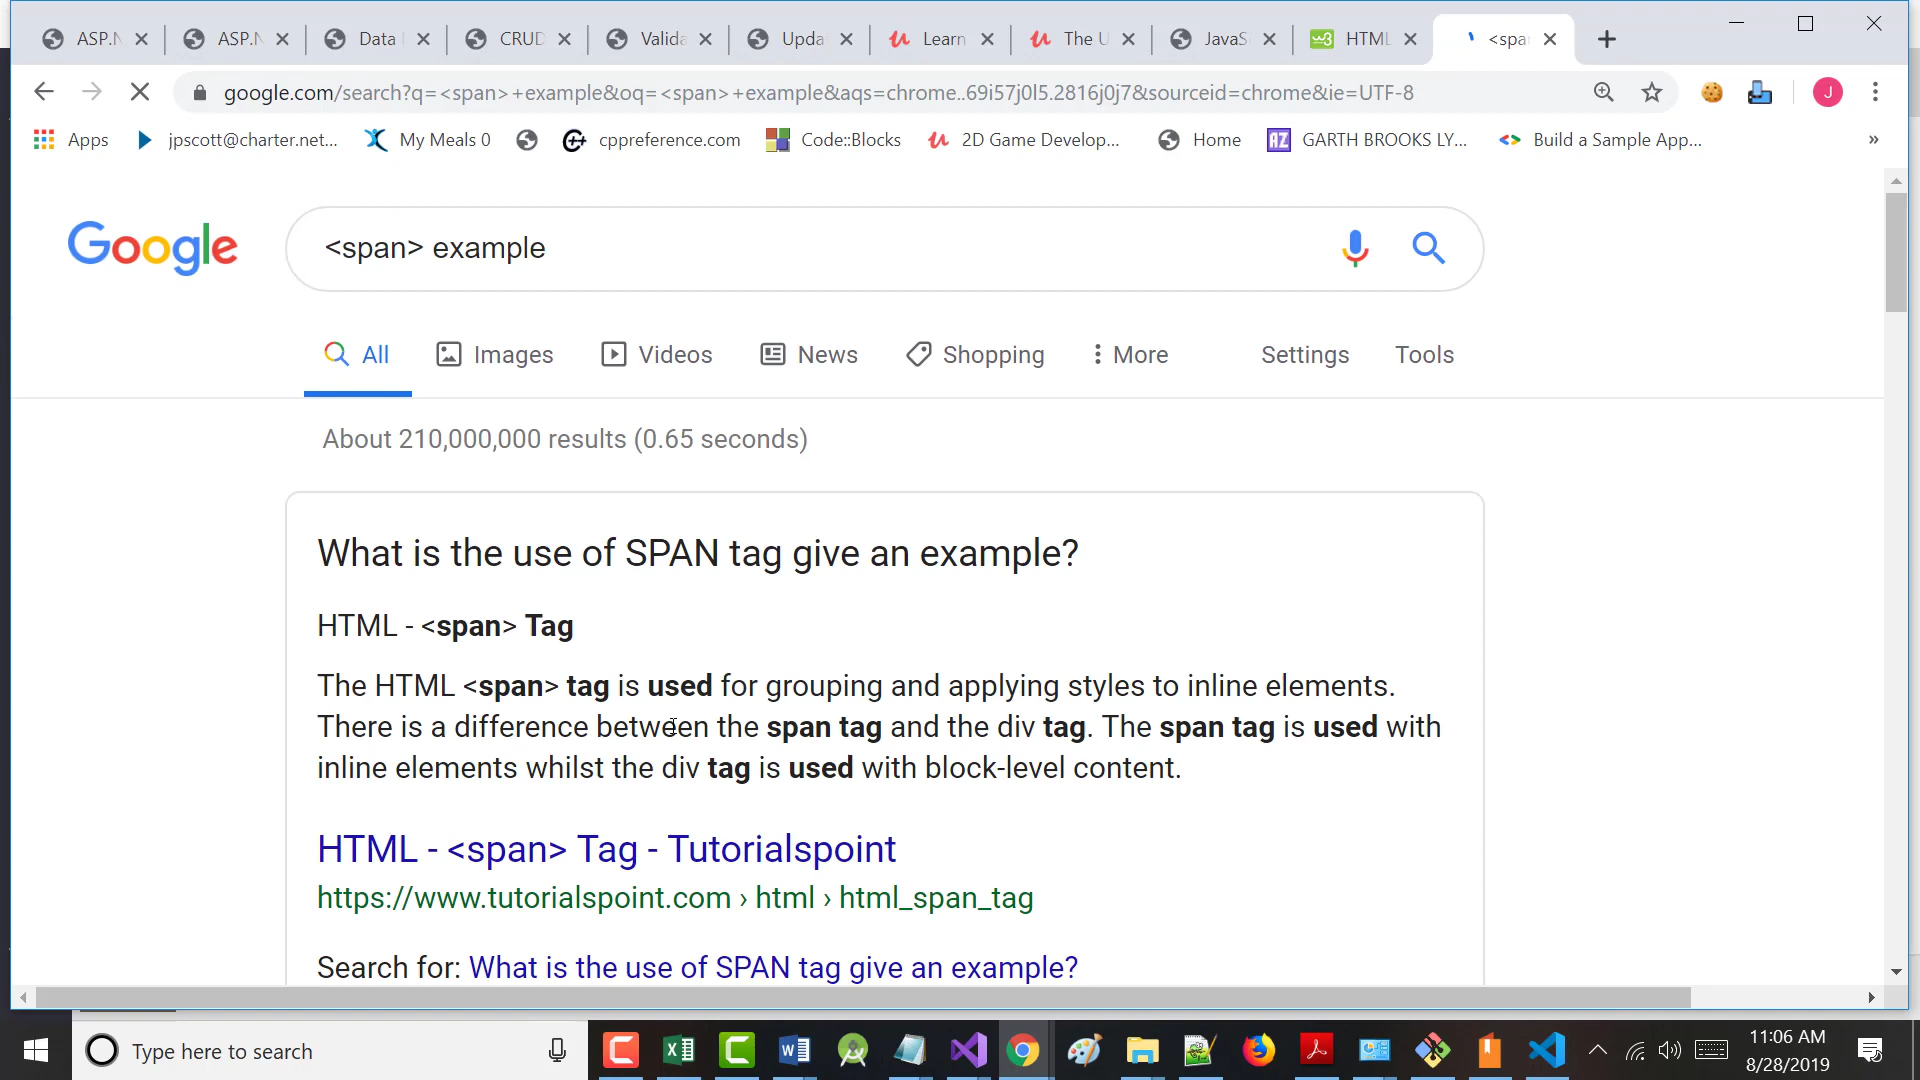 ASP.N ASP.N Data CRUD Valida Upda Learn The U JavaS HTML <spa
google.com/search?q=<span>+example&oq=<span>+example&aqs=chrome..69i57j0l5.2816j0j7&sourceid=chrome&ie=UTF-8 J
Apps jpscott@charter.net... My Meals 0 cppreference.com Code::Blocks 2D Game Develop... Home AZ GARTH BROOKS LY... Build a Sample App... »
Google <span> example
All Images Videos News Shopping More Settings Tools
About 210,000,000 results (0.65 seconds)
What is the use of SPAN tag give an example?
HTML - <span> Tag
The HTML <span> tag is used for grouping and applying styles to inline elements.
There is a difference between the span tag and the div tag. The span tag is used with
inline elements whilst the div tag is used with block-level content.
HTML - <span> Tag - Tutorialspoint
https://www.tutorialspoint.com › html › html_span_tag
Search for: What is the use of SPAN tag give an example?
Type here to search
11:06 AM
8/28/2019